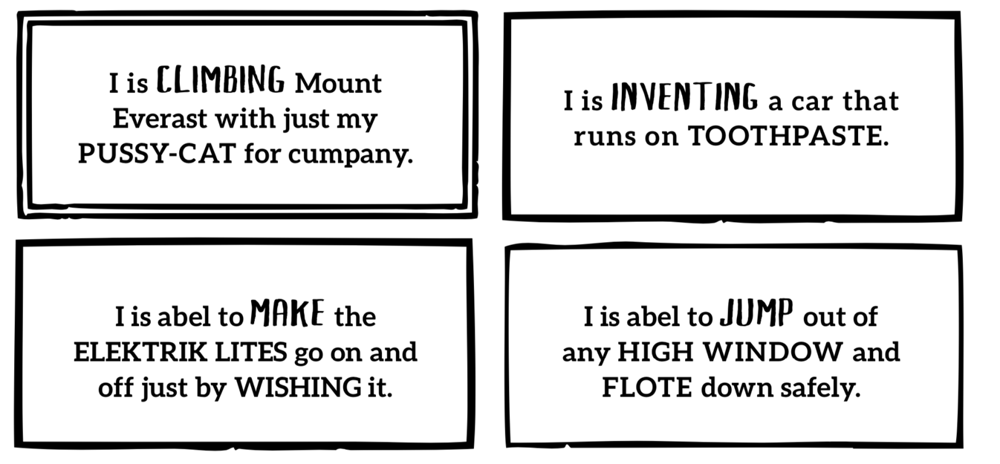 I is CLIMBING Mount
Everast with just my
PUSSY-CAT for cumpany.
I is INVENTING a car that
runs on TOOTHPASTE.
I is abel to MAKE the
ELEKTRIK LITES go on and
off just by WISHING it.
I is abel to JUMP out of
any HIGH WINDOW and
FLOTE down safely.